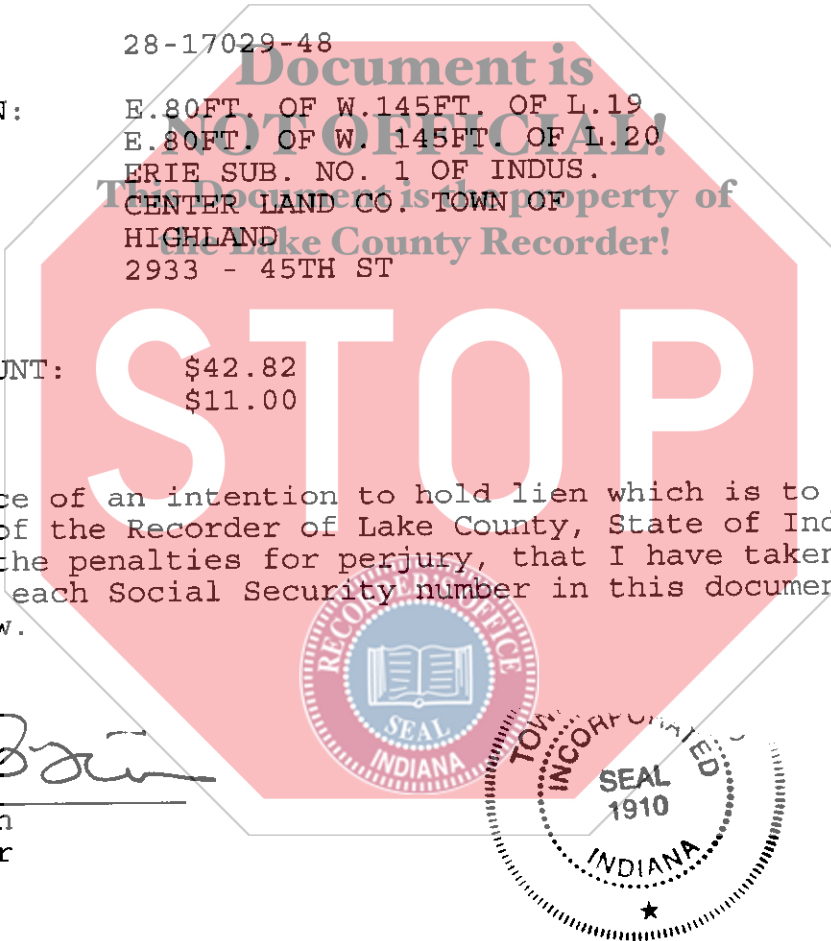 28-17029-48
Document is
N: E.80FT. OF W.145FT. OF L.19
NOT OFFICIAL!
E.80FT. OF W. 145FT. OF L.20
ERIE SUB. NO. 1 OF INDUS.
This Document is the property of
CENTER LAND CO. TOWN OF
HIGHLAND
the Lake County Recorder!
2933 - 45TH ST
UNT: $42.82
$11.00
STOP
ce of an intention to hold lien which is to
of the Recorder of Lake County, State of Ind
the penalties for perjury, that I have taken
each Social Security number in this documen
w.
RECORDER'S OFFICE
SEAL
INDIANA
n
r
INCORPORATED
SEAL
1910
INDIANA